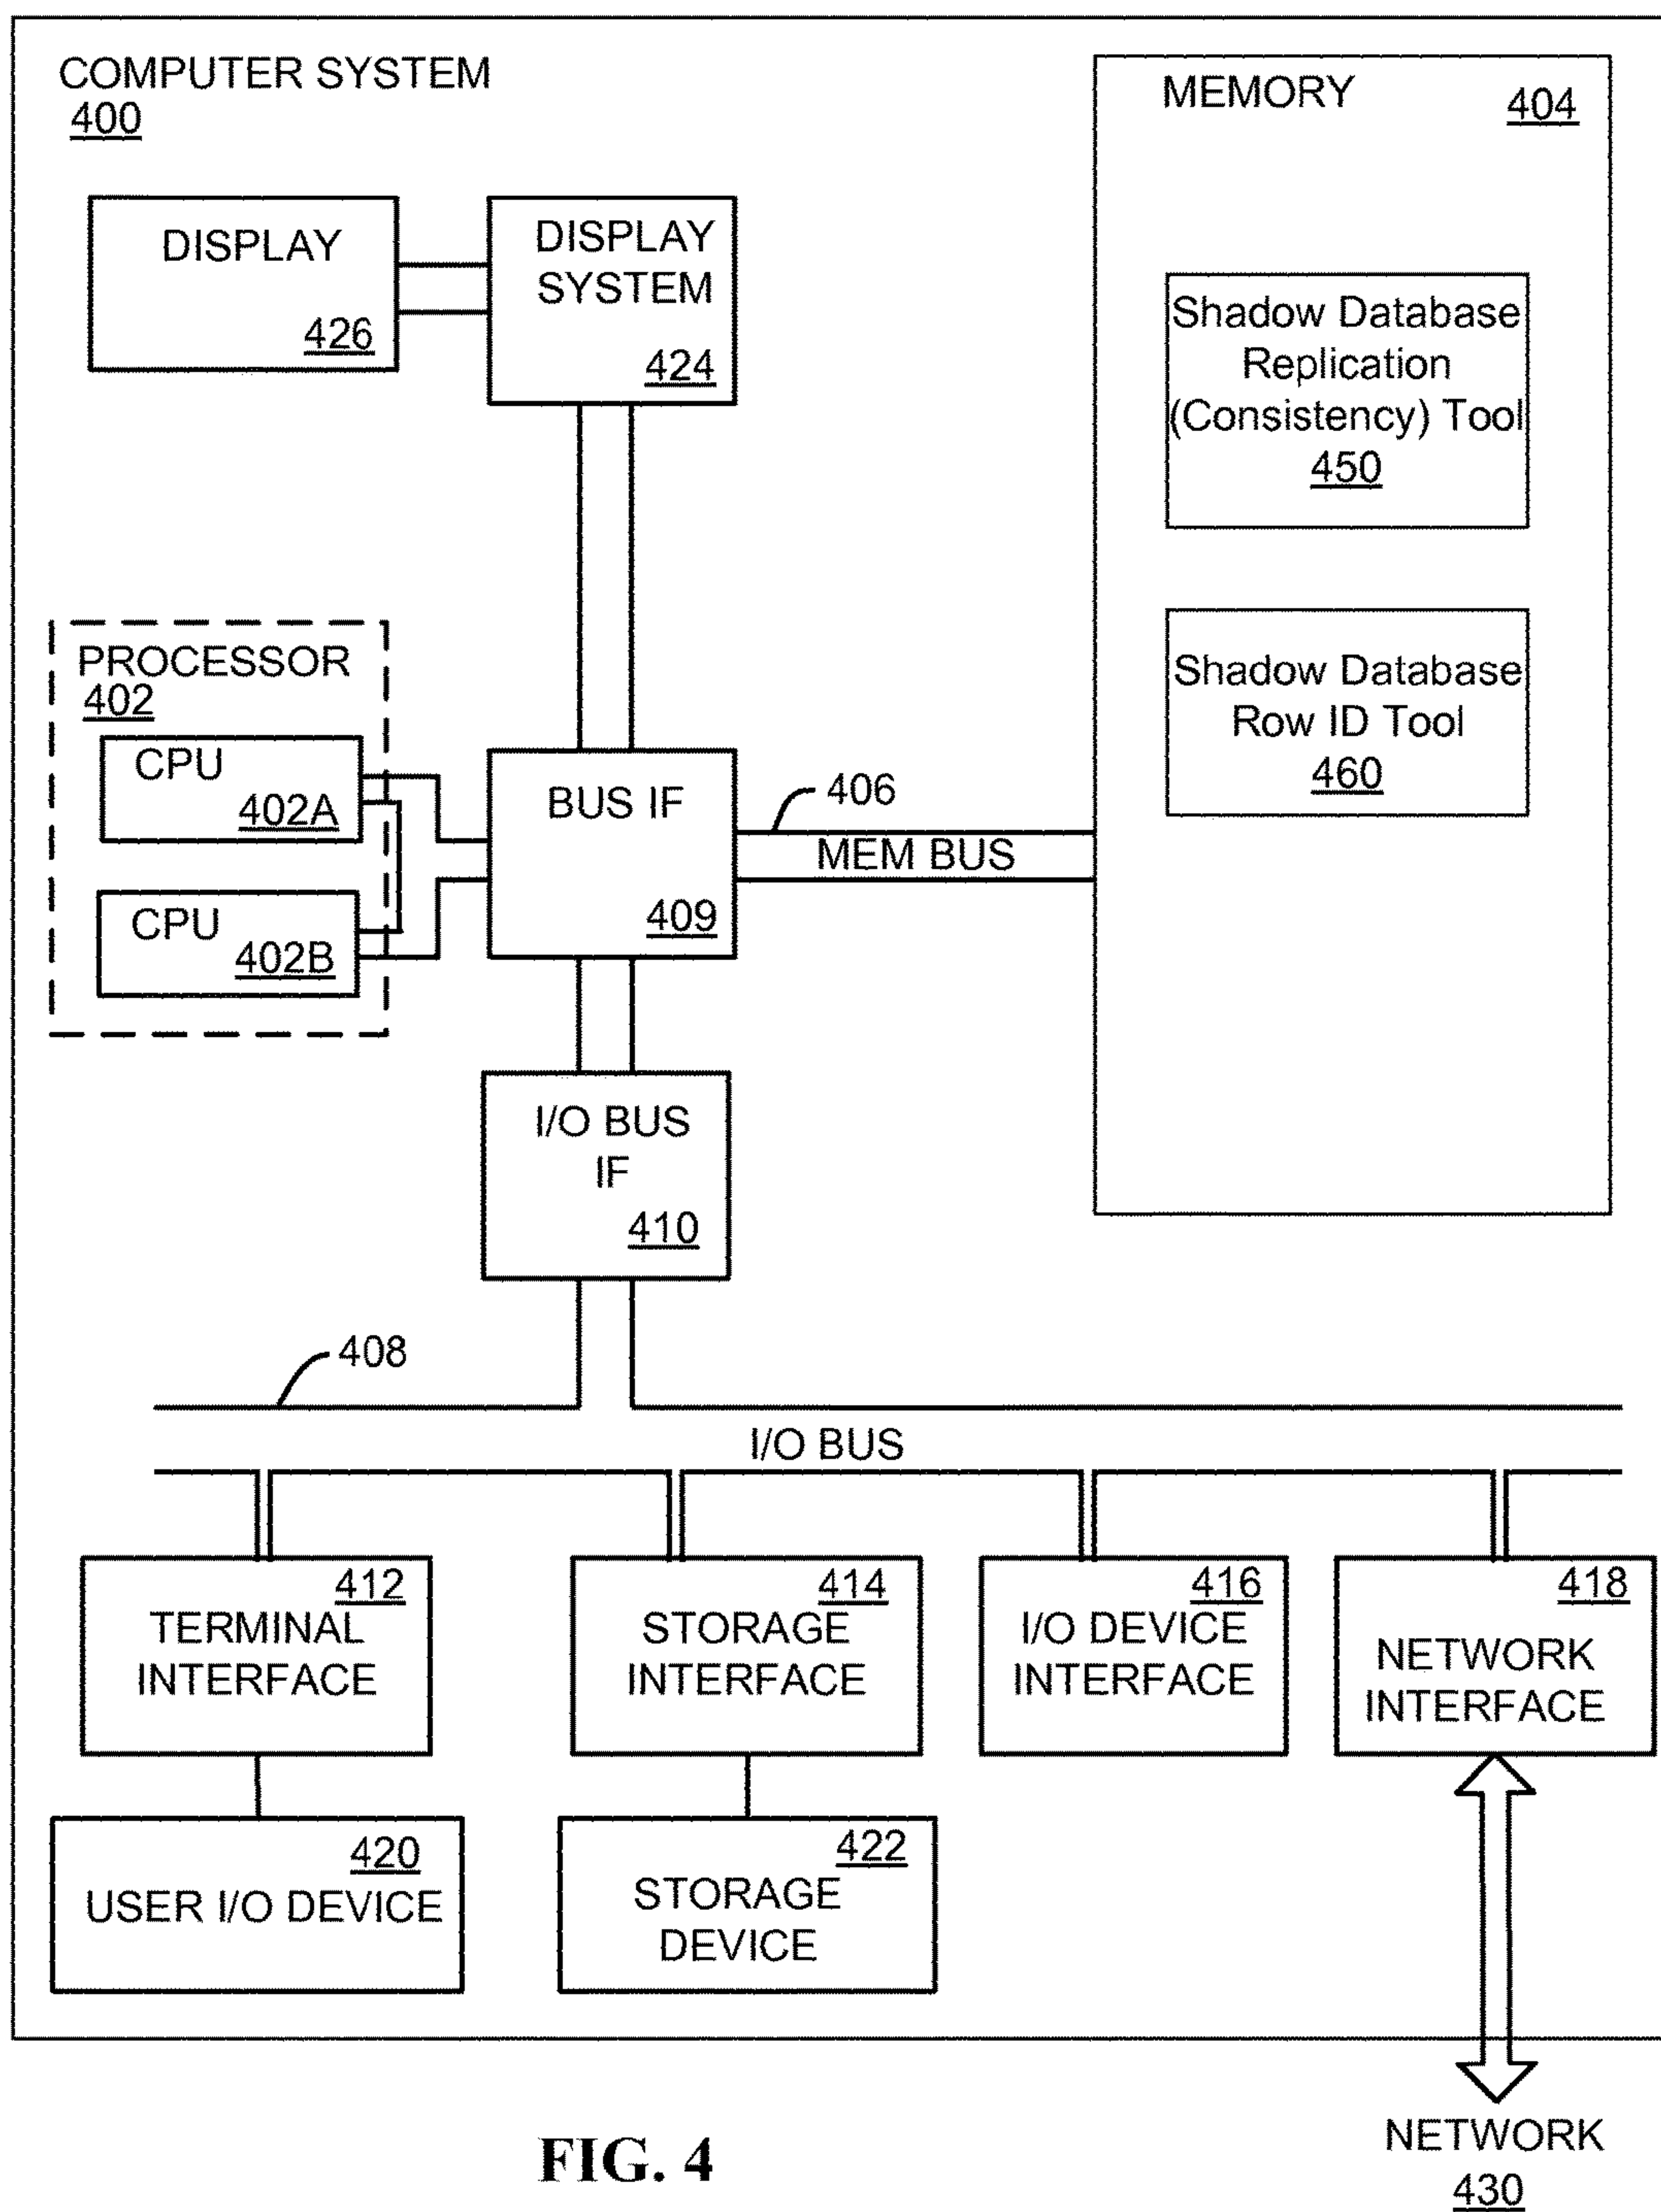 COMPUTER SYSTEM
400
MEMORY
404
DISPLAY
426
DISPLAY
SYSTEM
424
Shadow Database
Replication
(Consistency) Tool
450
Shadow Database
Row ID Tool
460
PROCESSOR
402
CPU
402A
CPU
402B
BUS IF
409
406
MEM BUS
I/O BUS
IF
410
408
I/O BUS
412
TERMINAL
INTERFACE
414
STORAGE
INTERFACE
416
I/O DEVICE
INTERFACE
418
NETWORK
INTERFACE
420
USER I/O DEVICE
422
STORAGE
DEVICE
NETWORK
430
FIG. 4